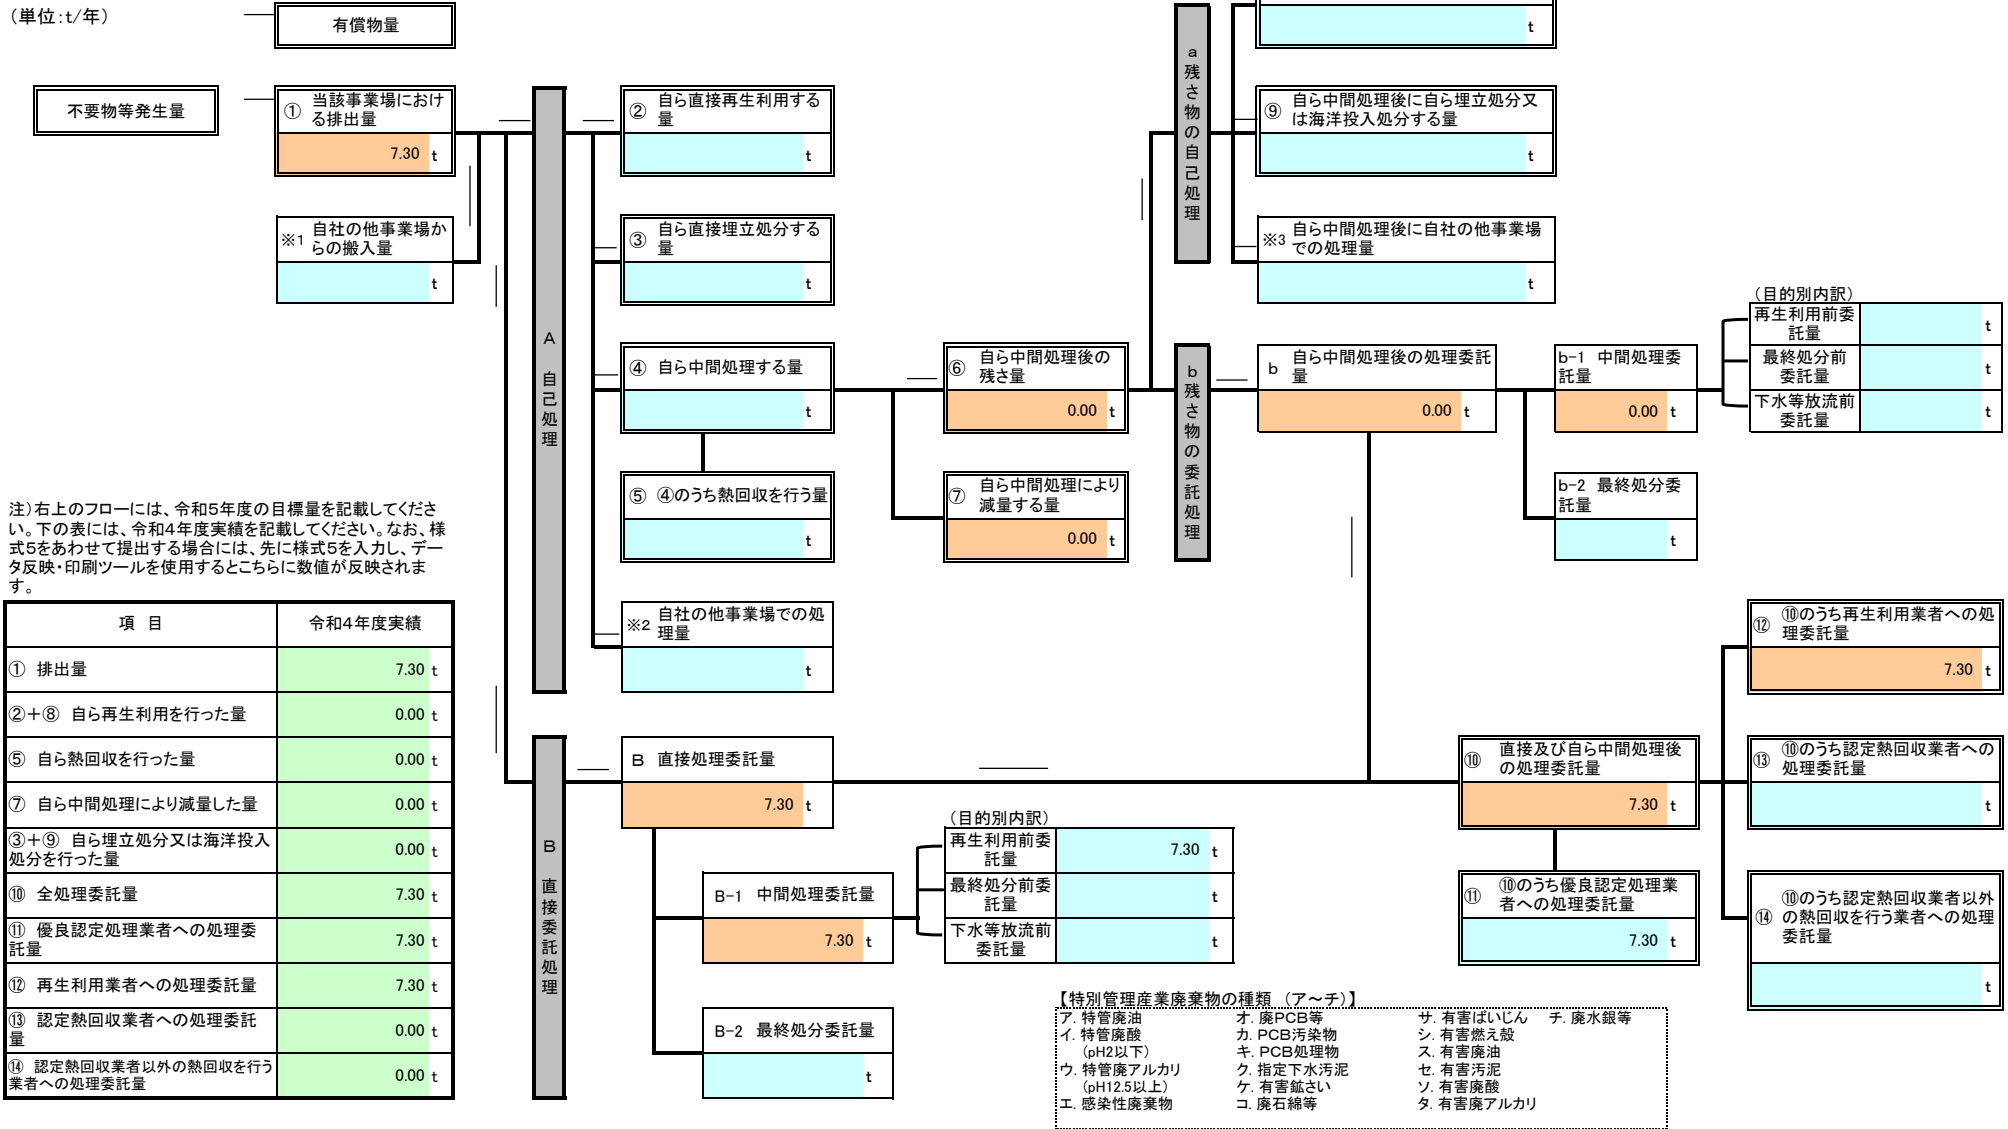 （単位：t/年）
有償物量
不要物等発生量
① 当該事業場におけ
る排出量
7.30 t
※1 自社の他事業場か
らの搬入量
t
A 自己処理
② 自ら直接再生利用する
量
t
③ 自ら直接埋立処分する
量
t
④ 自ら中間処理する量
t
⑤ ④のうち熱回収を行う量
t
※2 自社の他事業場での処
理量
t
⑥ 自ら中間処理後の
残さ量
0.00 t
⑦ 自ら中間処理により
減量する量
0.00 t
a 残さ物の自己処理
t
⑨ 自ら中間処理後に自ら埋立処分又
は海洋投入処分する量
t
※3 自ら中間処理後に自社の他事業場
での処理量
t
b 残さ物の委託処理
b 自ら中間処理後の処理委託
量
0.00 t
b-1 中間処理委
託量
0.00 t
b-2 最終処分委
託量
t
（目的別内訳）
再生利用前委
託量
t
最終処分前
委託量
t
下水等放流前
委託量
t
注）右上のフローには、令和5年度の目標量を記載してくださ
い。下の表には、令和4年度実績を記載してください。なお、様
式5をあわせて提出する場合には、先に様式5を入力し、デー
タ反映・印刷ツールを使用するとこちらに数値が反映されま
す。
項 目 令和4年度実績
① 排出量 7.30 t
②＋⑧ 自ら再生利用を行った量 0.00 t
⑤ 自ら熱回収を行った量 0.00 t
⑦ 自ら中間処理により減量した量 0.00 t
③＋⑨ 自ら埋立処分又は海洋投入
処分を行った量 0.00 t
⑩ 全処理委託量 7.30 t
⑪ 優良認定処理業者への処理委
託量 7.30 t
⑫ 再生利用業者への処理委託量 7.30 t
⑬ 認定熱回収業者への処理委託
量 0.00 t
⑭ 認定熱回収業者以外の熱回収を行う
業者への処理委託量 0.00 t
B 直接委託処理
B 直接処理委託量
7.30 t
B-1 中間処理委託量
7.30 t
B-2 最終処分委託量
t
（目的別内訳）
再生利用前委
託量
7.30 t
最終処分前委
託量
t
下水等放流前
委託量
t
⑩ 直接及び自ら中間処理後
の処理委託量
7.30 t
⑪ ⑩のうち優良認定処理業
者への処理委託量
7.30 t
⑫ ⑩のうち再生利用業者への処
理委託量
7.30 t
⑬ ⑩のうち認定熱回収業者への
処理委託量
t
⑭ ⑩のうち認定熱回収業者以外
の熱回収を行う業者への処理
委託量
t
【特別管理産業廃棄物の種類 （ア～チ）】
ア. 特管廃油 オ. 廃PCB等 サ. 有害ばいじん チ. 廃水銀等
イ. 特管廃酸 カ. PCB汚染物 シ. 有害燃え殻
（pH2以下） キ. PCB処理物 ス. 有害廃油
ウ. 特管廃アルカリ ク. 指定下水汚泥 セ. 有害汚泥
（pH12.5以上） ケ. 有害鉱さい ソ. 有害廃酸
エ. 感染性廃棄物 コ. 廃石綿等 タ. 有害廃アルカリ